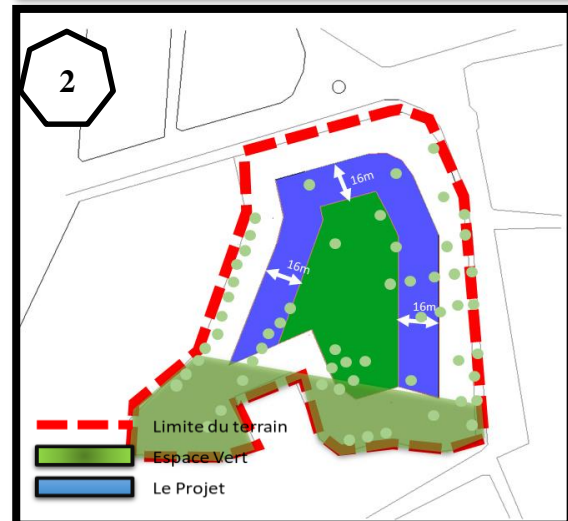 2
16m
16m
16m
Limite du terrain
Espace Vert
Le Projet